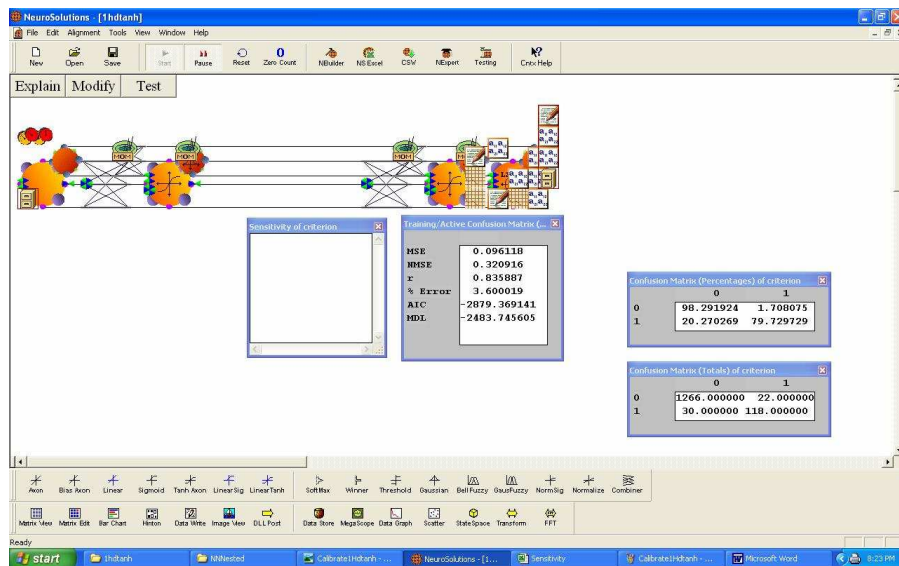 NeuroSolutions - [1hdtanh]
File Edit Alignment Tools View Window Help
New Open Save Start Pause Reset Zero Count NBuilder NS Excel CSW NExpert Testing Cntx Help
Explain Modify Test
MOM MOM MOM MOM
Sensitivity of criterion
Training/Active Confusion Matrix (...
MSE 0.096118
NMSE 0.320916
r 0.835887
% Error 3.600019
AIC -2879.369141
MDL -2483.745605
Confusion Matrix (Percentages) of criterion
0 1
0 98.291924 1.708075
1 20.270269 79.729729
Confusion Matrix (Totals) of criterion
0 1
0 1266.000000 22.000000
1 30.000000 118.000000
Axon Bias Axon Linear Sigmoid Tanh Axon Linear Sig Linear Tanh SoftMax Winner Threshold Gaussian Bell Fuzzy GausFuzzy NormSig Normalize Combiner
Matrix View Matrix Edit Bar Chart Hinton Data Write Image View DLL Post Data Store MegaScope Data Graph Scatter StateSpace Transform FFT
Ready
start 1hdtanh NNNested Calibrate1Hdtanh - ... NeuroSolutions - [1... Sensitivity Calibrate1Hdtanh - ... Microsoft Word 8:23 PM